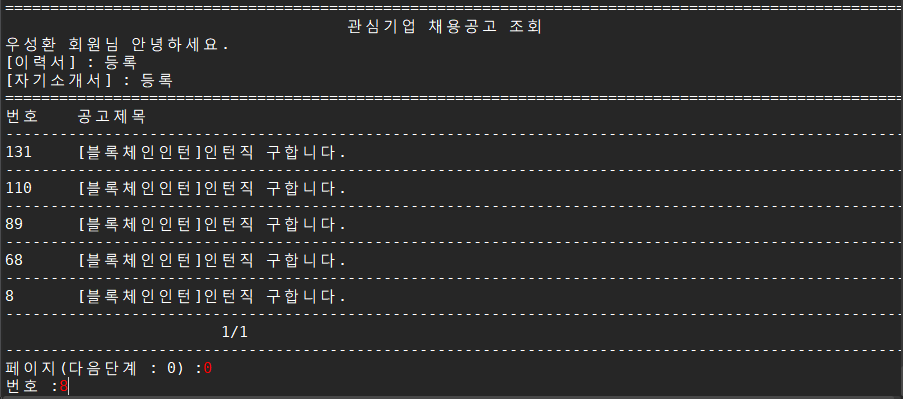 관심기업 채용공고 조회
우성환 회원님 안녕하세요.
[이력서] : 등록
[자기소개서] : 등록
번호 공고제목
131 [블록체인인턴]인턴직 구합니다.
110 [블록체인인턴]인턴직 구합니다.
89 [블록체인인턴]인턴직 구합니다.
68 [블록체인인턴]인턴직 구합니다.
8 [블록체인인턴]인턴직 구합니다.
1/1
페이지(다음단계 : 0) :0
번호 :8